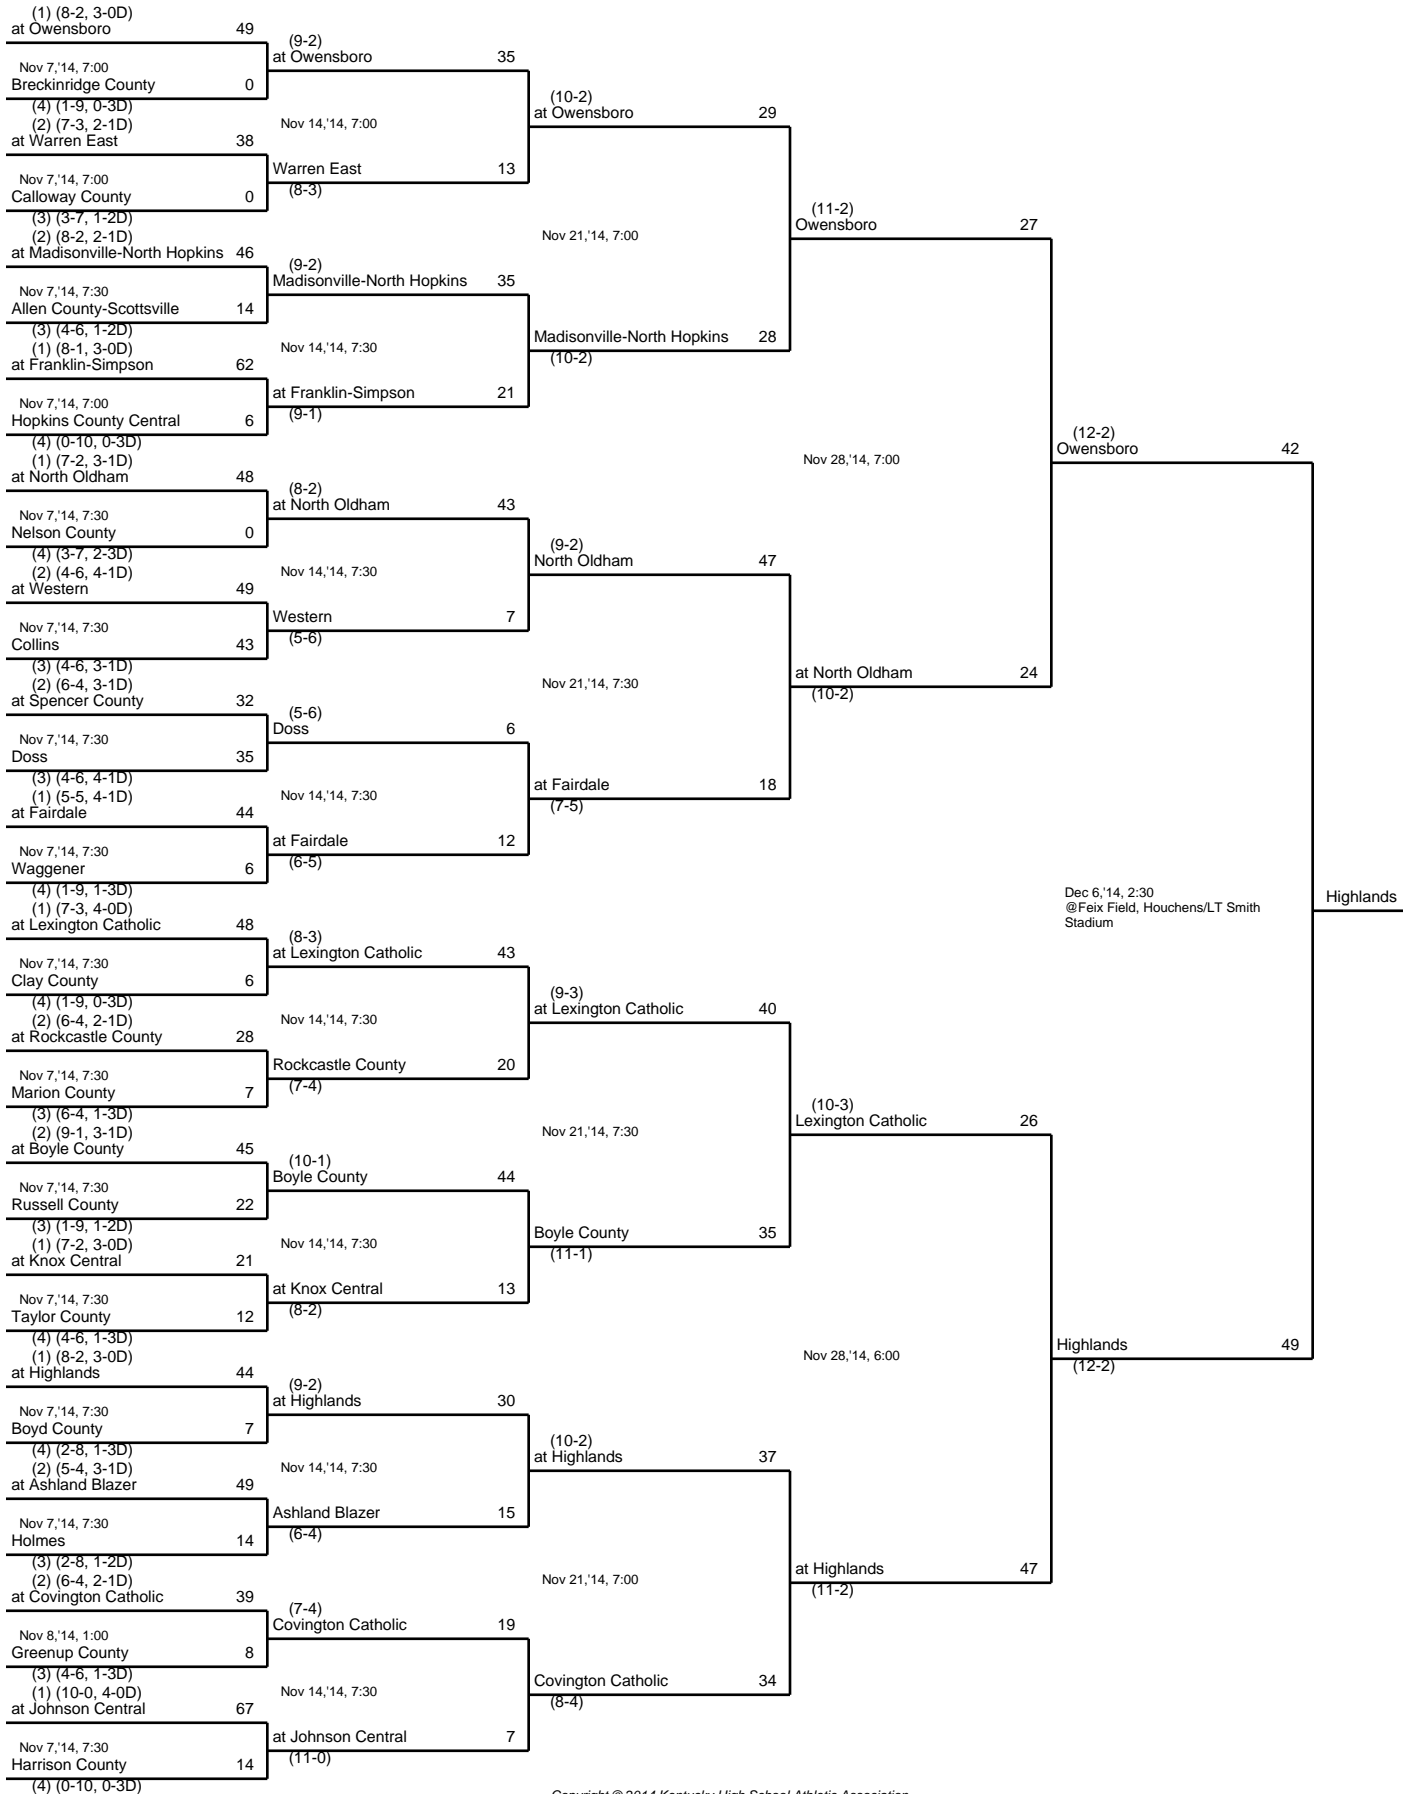 (1) (8-2, 3-0D)
at Owensboro 49
Nov 7,'14, 7:00
Breckinridge County 0
(4) (1-9, 0-3D)
(2) (7-3, 2-1D)
at Warren East 38
Nov 7,'14, 7:00
Calloway County 0
(3) (3-7, 1-2D)
(2) (8-2, 2-1D)
at Madisonville-North Hopkins 46
Nov 7,'14, 7:30
Allen County-Scottsville 14
(3) (4-6, 1-2D)
(1) (8-1, 3-0D)
at Franklin-Simpson 62
Nov 7,'14, 7:00
Hopkins County Central 6
(4) (0-10, 0-3D)
(1) (7-2, 3-1D)
at North Oldham 48
Nov 7,'14, 7:30
Nelson County 0
(4) (3-7, 2-3D)
(2) (4-6, 4-1D)
at Western 49
Nov 7,'14, 7:30
Collins 43
(3) (4-6, 3-1D)
(2) (6-4, 3-1D)
at Spencer County 32
Nov 7,'14, 7:30
Doss 35
(3) (4-6, 4-1D)
(1) (5-5, 4-1D)
at Fairdale 44
Nov 7,'14, 7:30
Waggener 6
(4) (1-9, 1-3D)
(1) (7-3, 4-0D)
at Lexington Catholic 48
Nov 7,'14, 7:30
Clay County 6
(4) (1-9, 0-3D)
(2) (6-4, 2-1D)
at Rockcastle County 28
Nov 7,'14, 7:30
Marion County 7
(3) (6-4, 1-3D)
(2) (9-1, 3-1D)
at Boyle County 45
Nov 7,'14, 7:30
Russell County 22
(3) (1-9, 1-2D)
(1) (7-2, 3-0D)
at Knox Central 21
Nov 7,'14, 7:30
Taylor County 12
(4) (4-6, 1-3D)
(1) (8-2, 3-0D)
at Highlands 44
Nov 7,'14, 7:30
Boyd County 7
(4) (2-8, 1-3D)
(2) (5-4, 3-1D)
at Ashland Blazer 49
Nov 7,'14, 7:30
Holmes 14
(3) (2-8, 1-2D)
(2) (6-4, 2-1D)
at Covington Catholic 39
Nov 8,'14, 1:00
Greenup County 8
(3) (4-6, 1-3D)
(1) (10-0, 4-0D)
at Johnson Central 67
Nov 7,'14, 7:30
Harrison County 14
(4) (0-10, 0-3D)
(9-2)
at Owensboro 35
Nov 14,'14, 7:00
Warren East 13
(8-3)
(9-2)
Madisonville-North Hopkins 35
Nov 14,'14, 7:30
at Franklin-Simpson 21
(9-1)
(8-2)
at North Oldham 43
Nov 14,'14, 7:30
Western 7
(5-6)
(5-6)
Doss 6
Nov 14,'14, 7:30
at Fairdale 12
(6-5)
(8-3)
at Lexington Catholic 43
Nov 14,'14, 7:30
Rockcastle County 20
(7-4)
(10-1)
Boyle County 44
Nov 14,'14, 7:30
at Knox Central 13
(8-2)
(9-2)
at Highlands 30
Nov 14,'14, 7:30
Ashland Blazer 15
(6-4)
(7-4)
Covington Catholic 19
Nov 14,'14, 7:30
at Johnson Central 7
(11-0)
(10-2)
at Owensboro 29
Nov 21,'14, 7:00
Madisonville-North Hopkins 28
(10-2)
(9-2)
North Oldham 47
Nov 21,'14, 7:30
at Fairdale 18
(7-5)
(9-3)
at Lexington Catholic 40
Nov 21,'14, 7:30
Boyle County 35
(11-1)
(10-2)
at Highlands 37
Nov 21,'14, 7:00
Covington Catholic 34
(8-4)
(11-2)
Owensboro 27
Nov 28,'14, 7:00
at North Oldham 24
(10-2)
(10-3)
Lexington Catholic 26
Nov 28,'14, 6:00
at Highlands 47
(11-2)
(12-2)
Owensboro 42
Dec 6,'14, 2:30
@Feix Field, Houchens/LT Smith
Stadium
Highlands 49
(12-2)
Highlands
Copyright © 2014 Kentucky High School Athletic Association